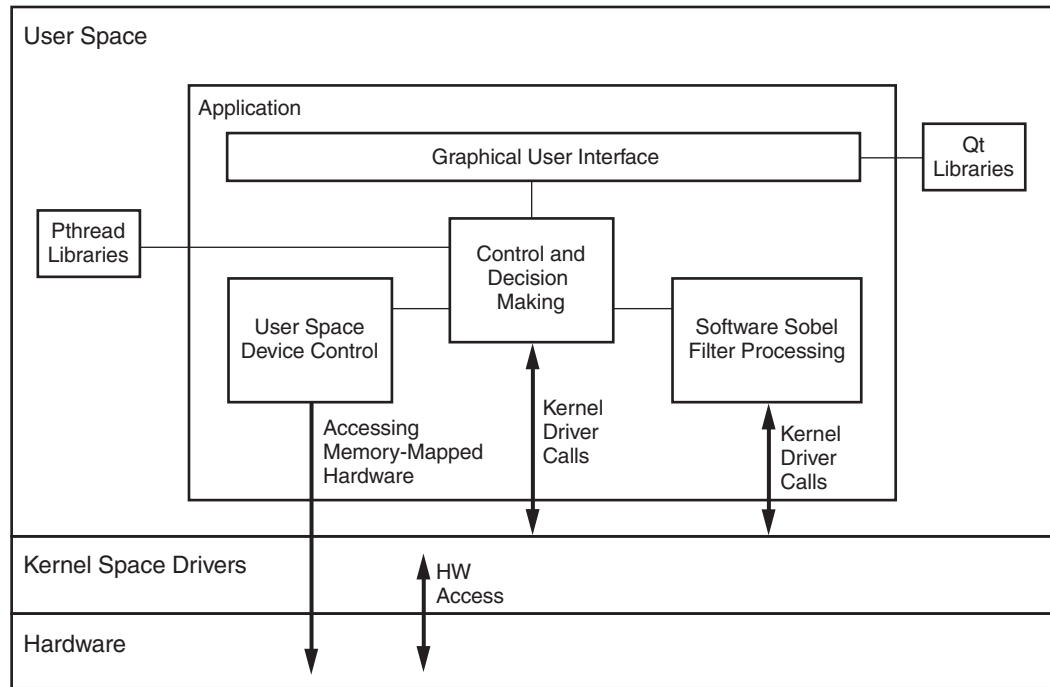 User Space
Application
Graphical User Interface
Qt
Libraries
Pthread
Libraries
Control and
Decision
Making
User Space
Device Control
Software Sobel
Filter Processing
Accessing
Memory-Mapped
Hardware
Kernel
Driver
Calls
Kernel
Driver
Calls
Kernel Space Drivers
HW
Access
Hardware